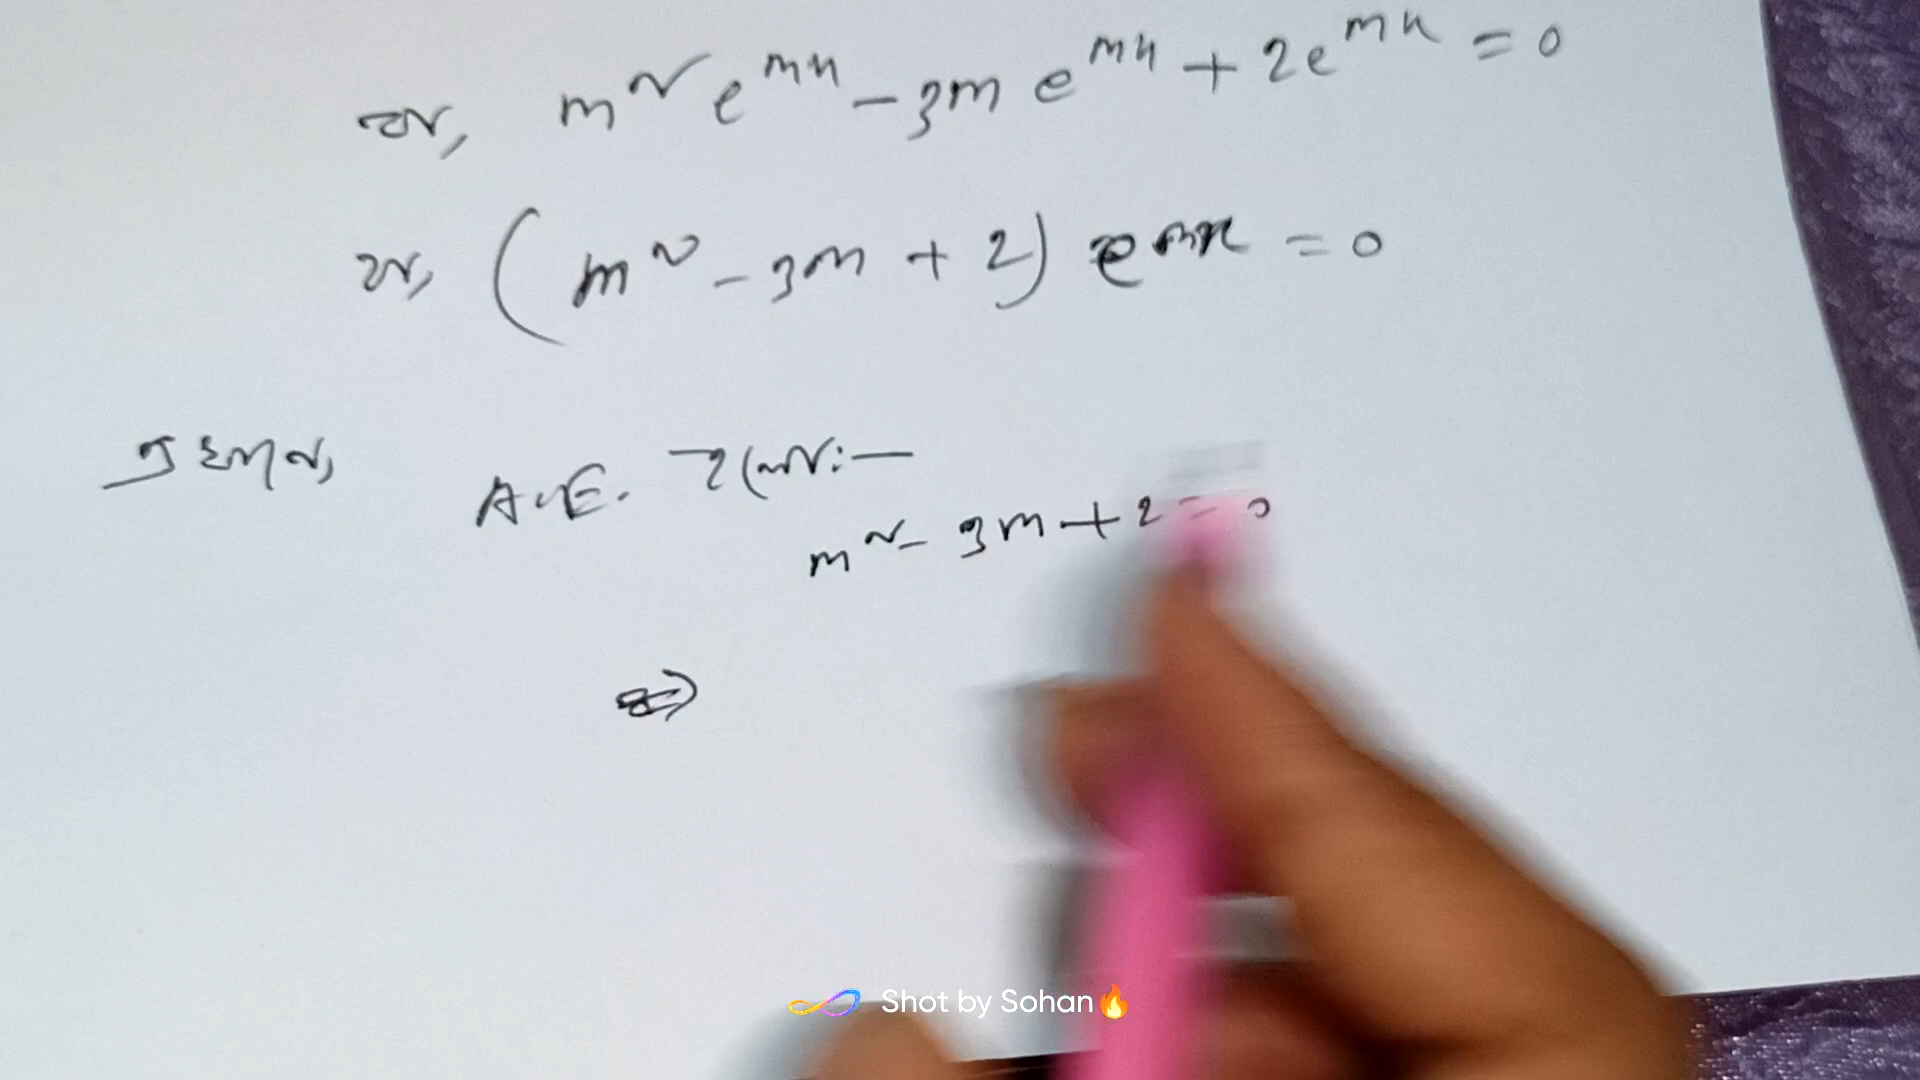 বা, m² e^mx - 3m e^mx + 2e^mx = 0
বা, (m² - 3m + 2) e^mx = 0
এখন, A.E. হবে:-
m² - 3m + 2 = 0
⇒
Shot by Sohan🔥